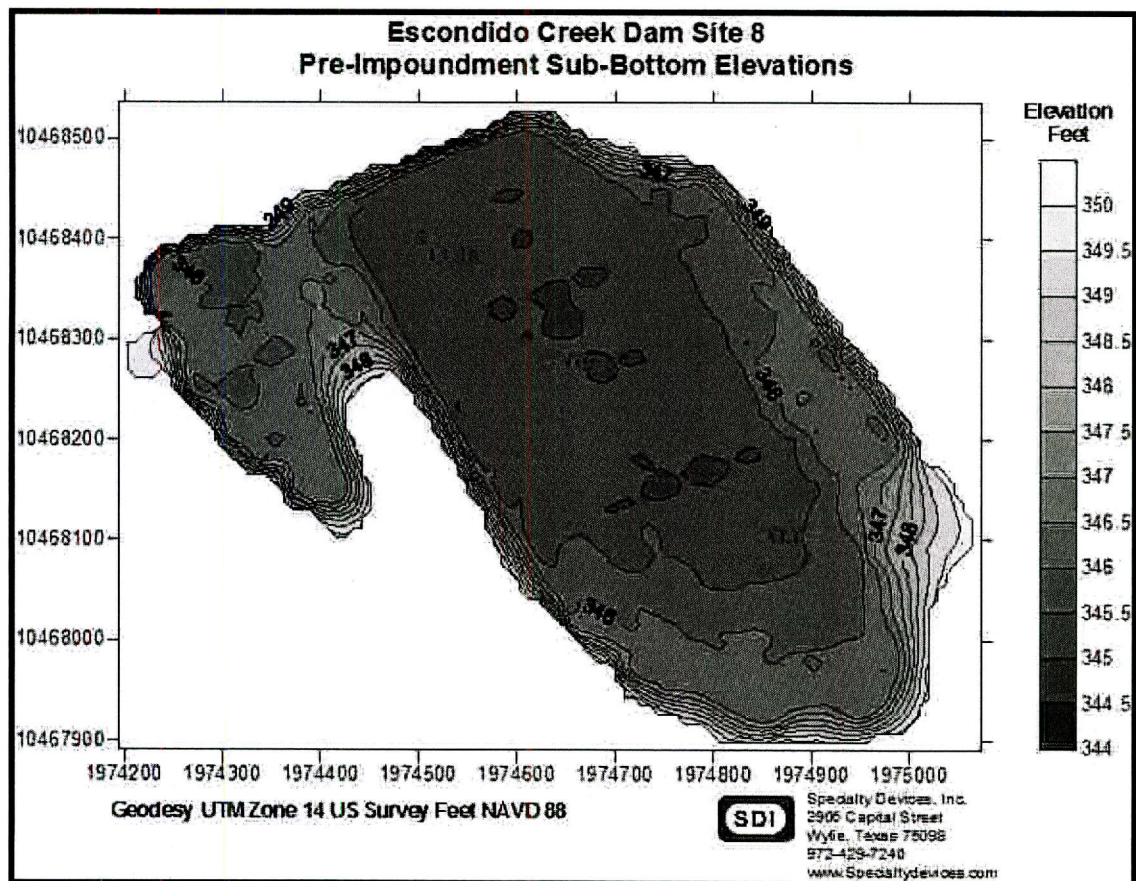 Escondido Creek Dam Site 8
Pre-Impoundment Sub-Bottom Elevations
Elevation
Feet
10468500
10468400
10468300
10468200
10468100
10468000
10467900
1974200 1974300 1974400 1974500 1974600 1974700 1974800 1974900 1975000
349
347
349
346
347
348
346
347
348
346
350
349.5
349
348.5
348
347.5
347
346.5
346
345.5
345
344.5
344
Geodesy UTM Zone 14 US Survey Feet NAVD 88
SDI
Specialty Devices, Inc.
2905 Capital Street
Wylie, Texas 75098
972-429-7240
www.Specialtydevices.com